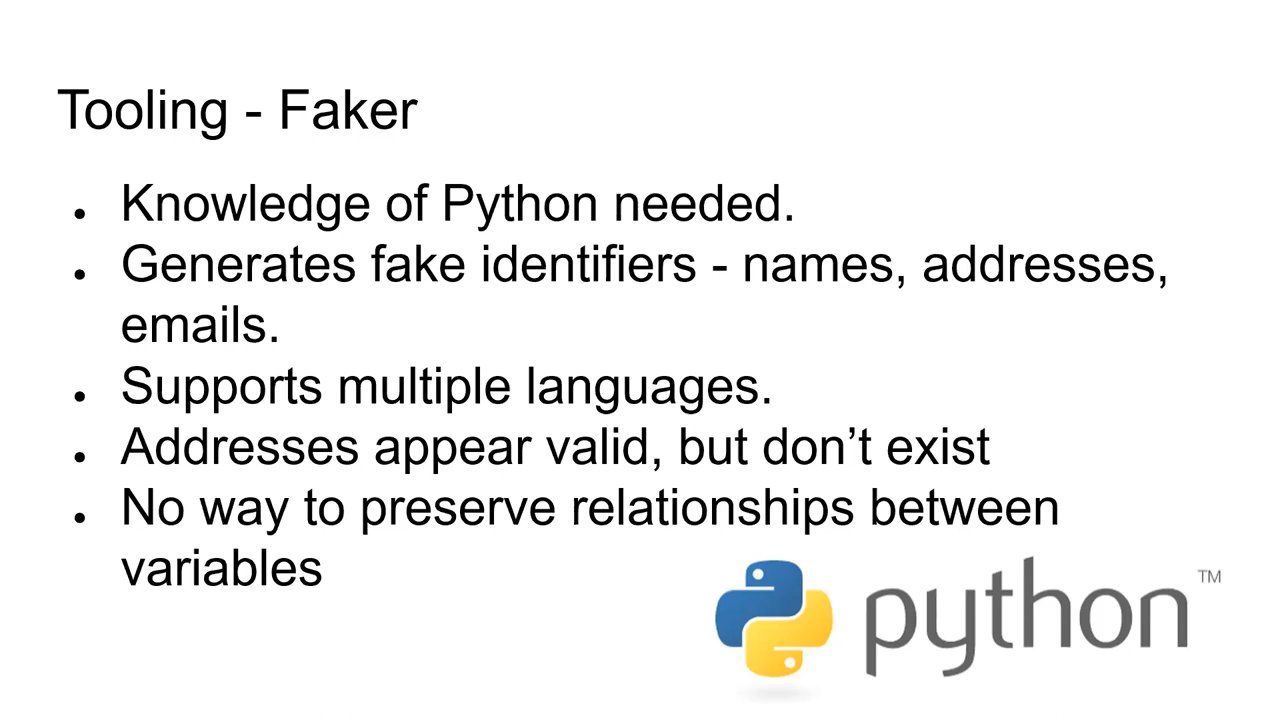 Tooling - Faker
● Knowledge of Python needed.
● Generates fake identifiers - names, addresses,
emails.
● Supports multiple languages.
● Addresses appear valid, but don’t exist
● No way to preserve relationships between
variables
python™